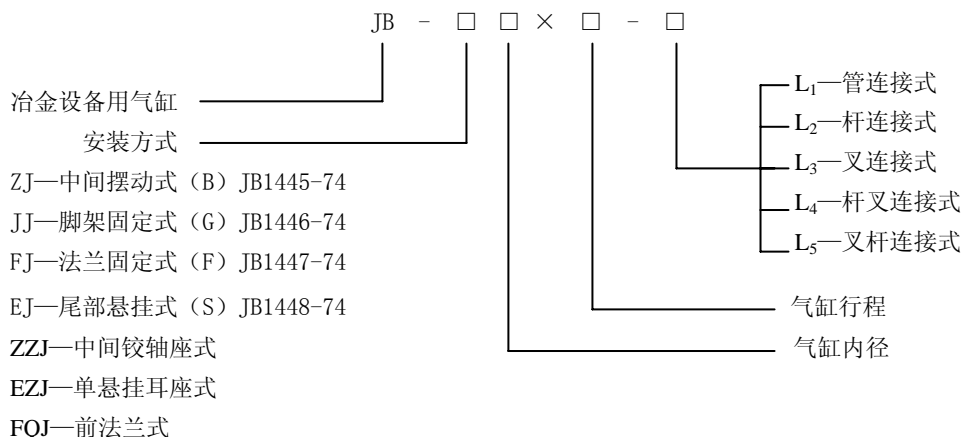 JB - □ □ × □ - □
冶金设备用气缸
安装方式
ZJ—中间摆动式（B）JB1445-74
JJ—脚架固定式（G）JB1446-74
FJ—法兰固定式（F）JB1447-74
EJ—尾部悬挂式（S）JB1448-74
ZZJ—中间铰轴座式
EZJ—单悬挂耳座式
FQJ—前法兰式
L₁—管连接式
L₂—杆连接式
L₃—叉连接式
L₄—杆叉连接式
L₅—叉杆连接式
气缸行程
气缸内径